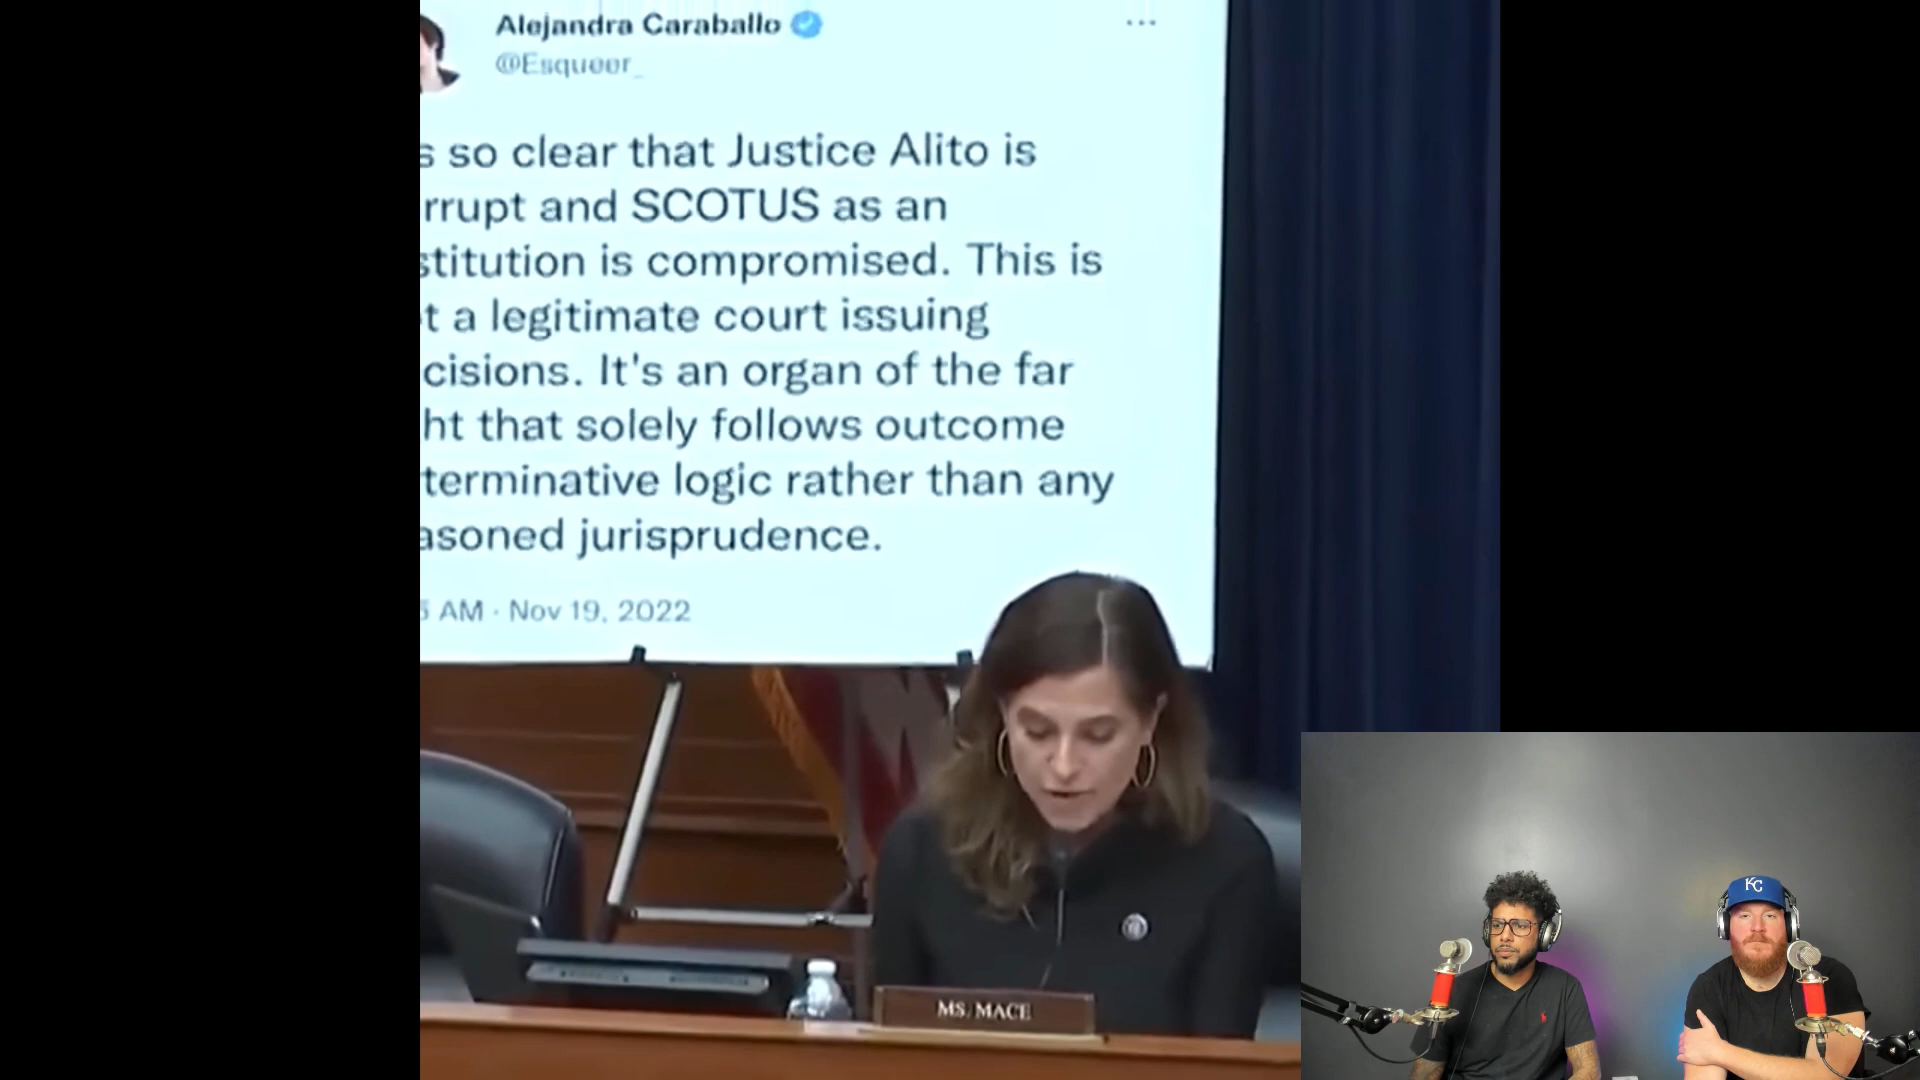 Alejandra Caraballo
@Esqueer_
s so clear that Justice Alito is
rrupt and SCOTUS as an
stitution is compromised. This is
t a legitimate court issuing
cisions. It's an organ of the far
ht that solely follows outcome
terminative logic rather than any
asoned jurisprudence.
5 AM · Nov 19, 2022
MS. MACE
KC